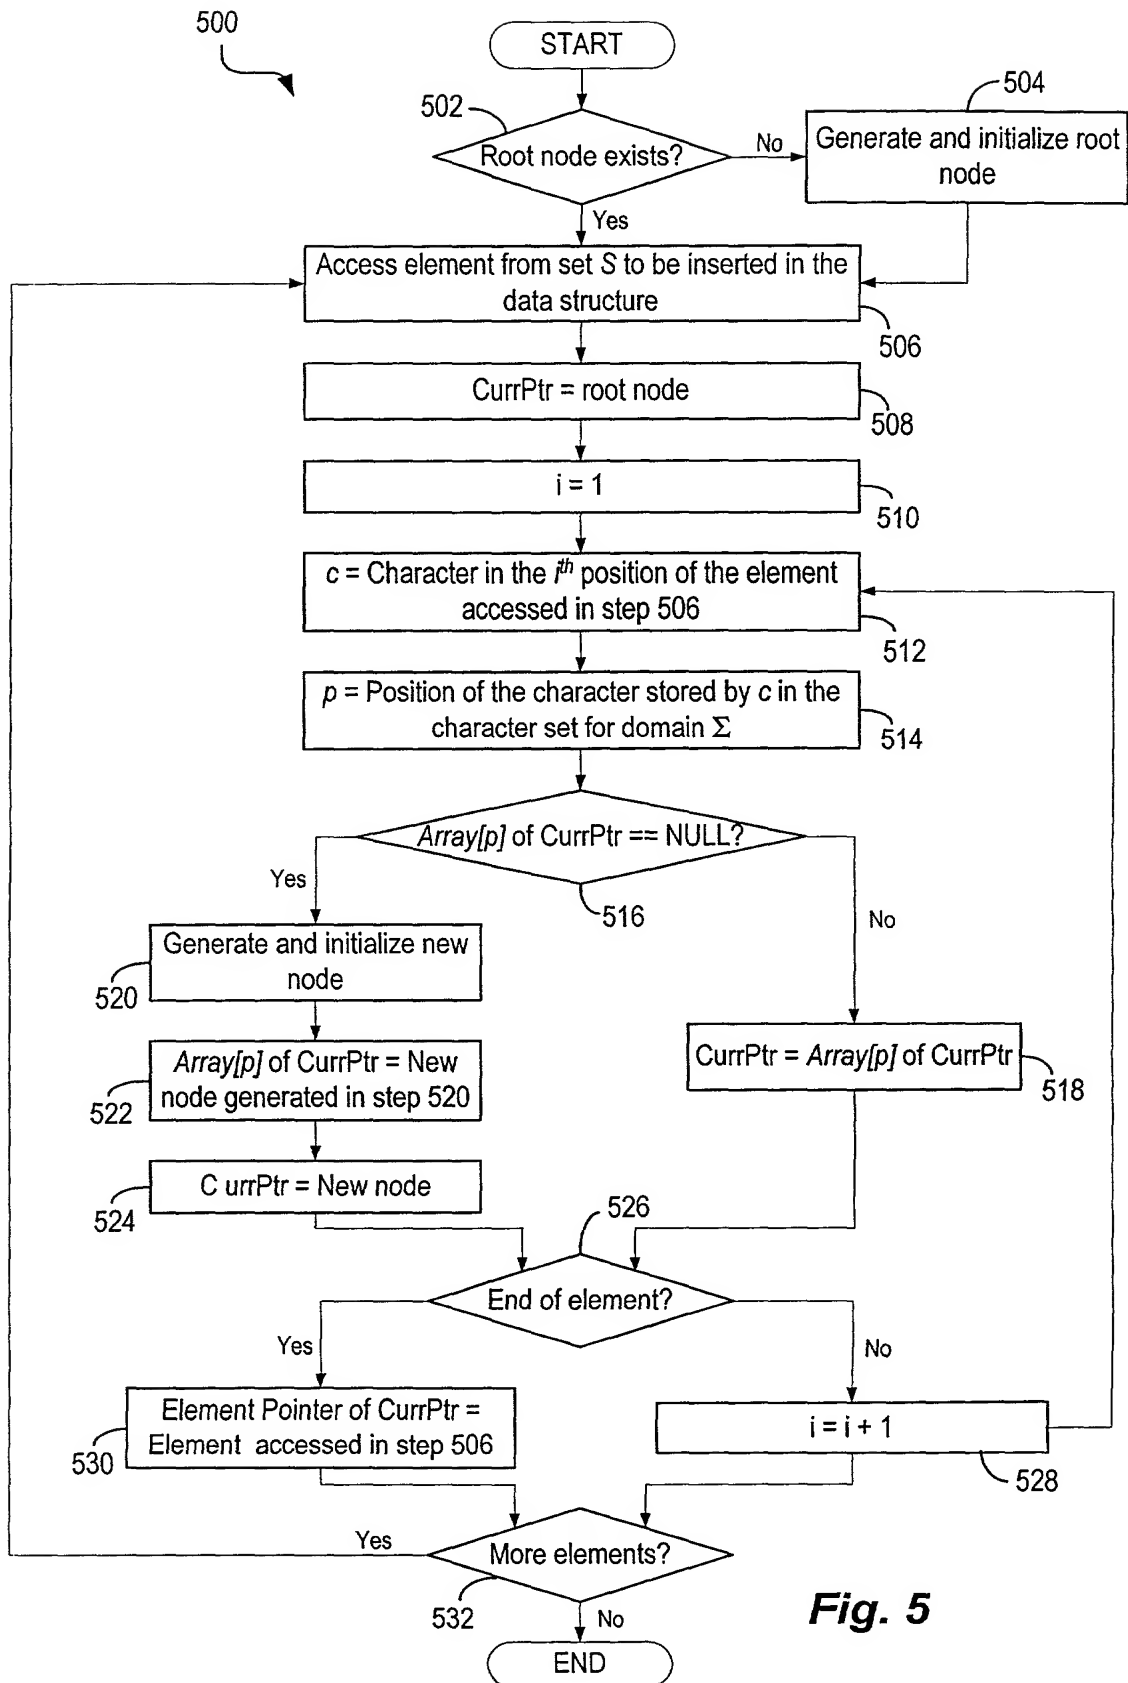 500
START
502
504
Root node exists?
No
Generate and initialize root
node
Yes
Access element from set S to be inserted in the
data structure
506
CurrPtr = root node
508
i = 1
510
c = Character in the ith position of the element
accessed in step 506
512
p = Position of the character stored by c in the
character set for domain Σ
514
Array[p] of CurrPtr == NULL?
Yes
516
No
Generate and initialize new
node
520
Array[p] of CurrPtr = New
node generated in step 520
522
CurrPtr = Array[p] of CurrPtr
518
C urrPtr = New node
524
526
End of element?
Yes
No
Element Pointer of CurrPtr =
Element accessed in step 506
530
i = i + 1
528
Yes
More elements?
532
No
Fig. 5
END